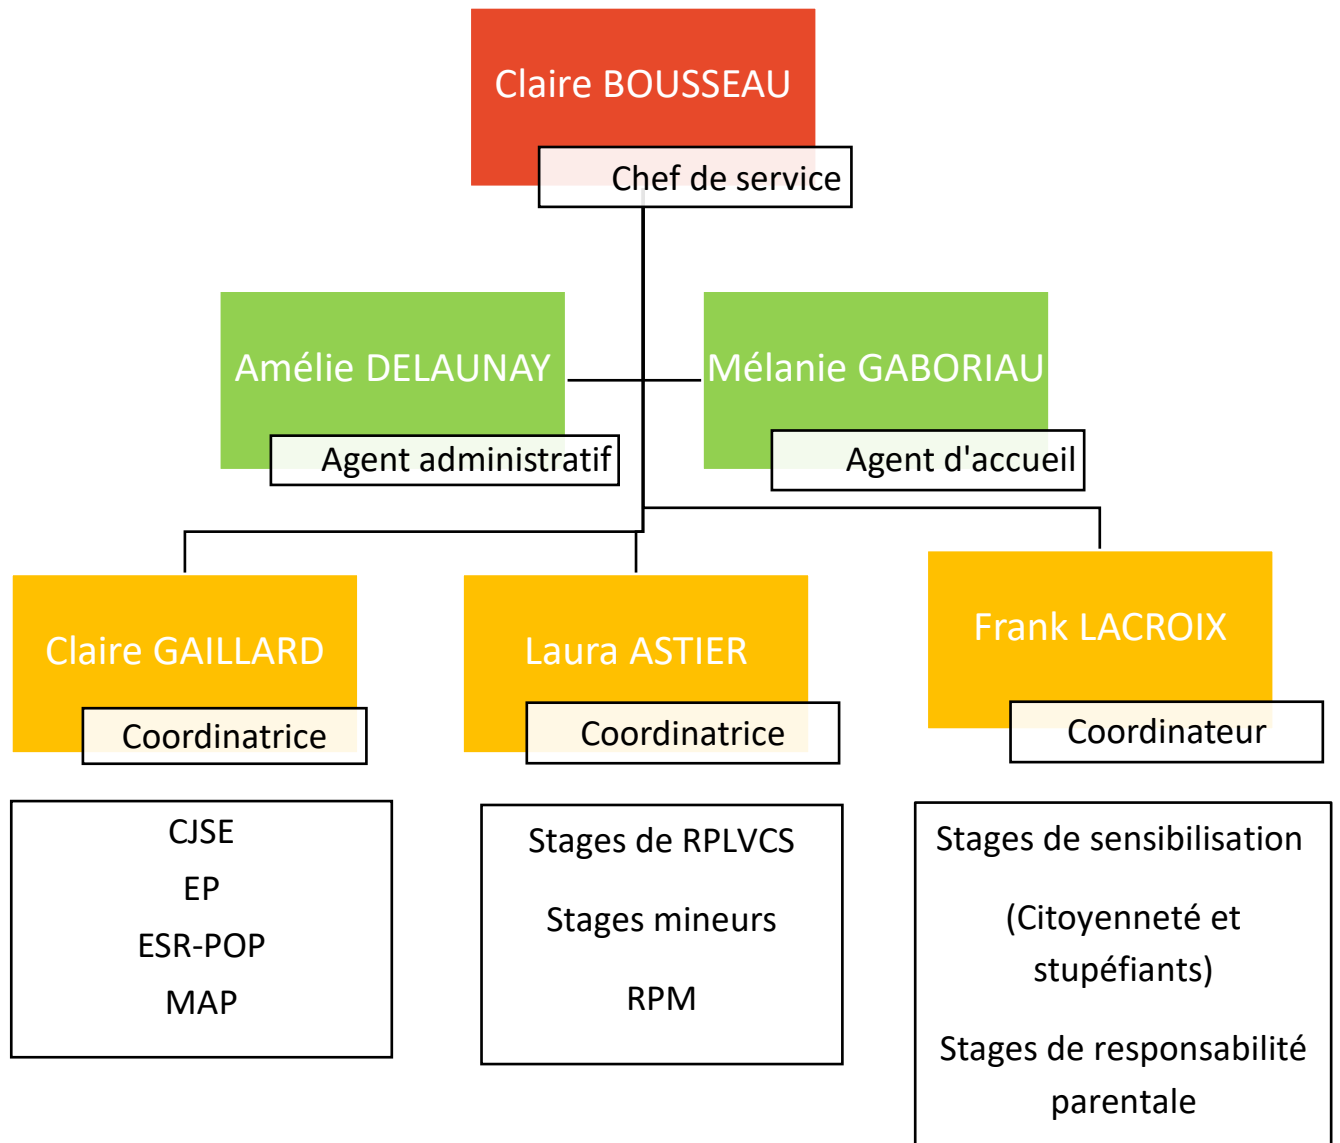 Claire BOUSSEAU
Chef de service
Amélie DELAUNAY
Agent administratif
Mélanie GABORIAU
Agent d'accueil
Claire GAILLARD
Coordinatrice
CJSE
EP
ESR-POP
MAP
Laura ASTIER
Coordinatrice
Stages de RPLVCS
Stages mineurs
RPM
Frank LACROIX
Coordinateur
Stages de sensibilisation
(Citoyenneté et
stupéfiants)
Stages de responsabilité
parentale